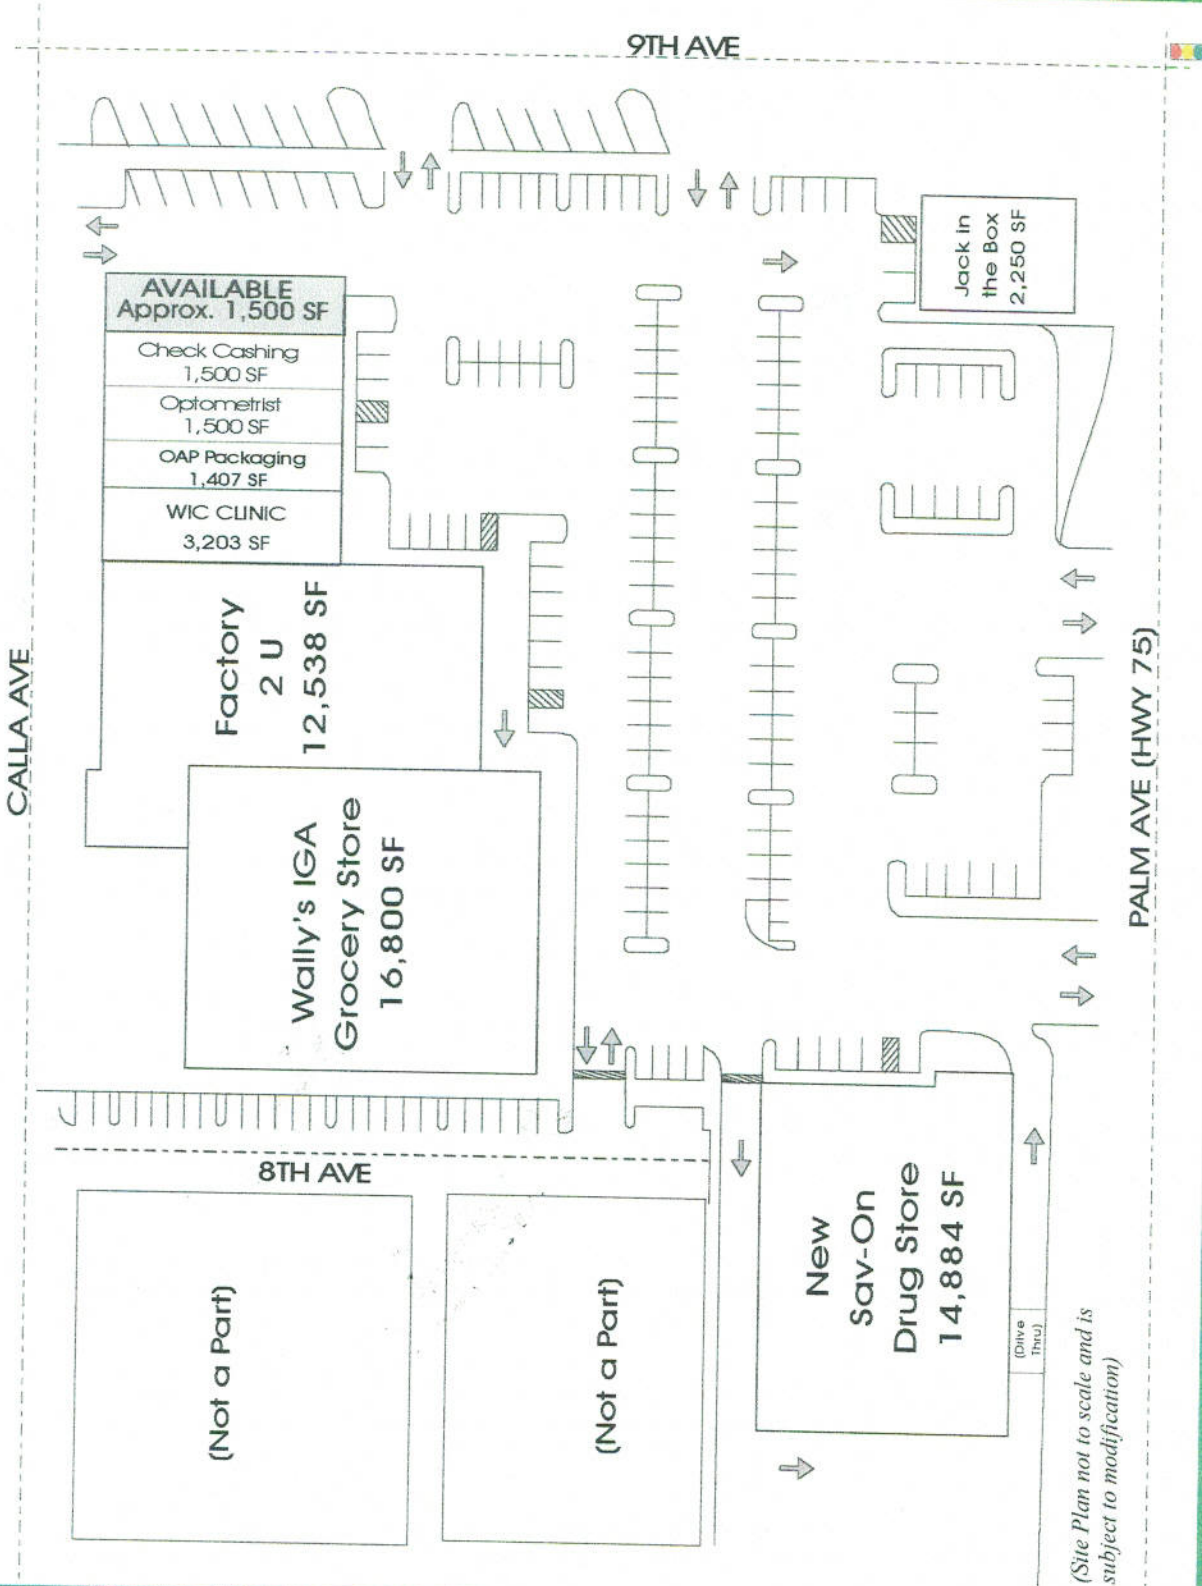 9TH AVE
CALLA AVE
AVAILABLE
Approx. 1,500 SF
Check Cashing
1,500 SF
Optometrist
1,500 SF
OAP Packaging
1,407 SF
WIC CLINIC
3,203 SF
Jack in
the Box
2,250 SF
Factory
2 U
12,538 SF
Wally's IGA
Grocery Store
16,800 SF
PALM AVE (HWY 75)
8TH AVE
(Not a Part)
(Not a Part)
New
Sav-On
Drug Store
14,884 SF
(Drive
Thru)
(Site Plan not to scale and is
subject to modification)